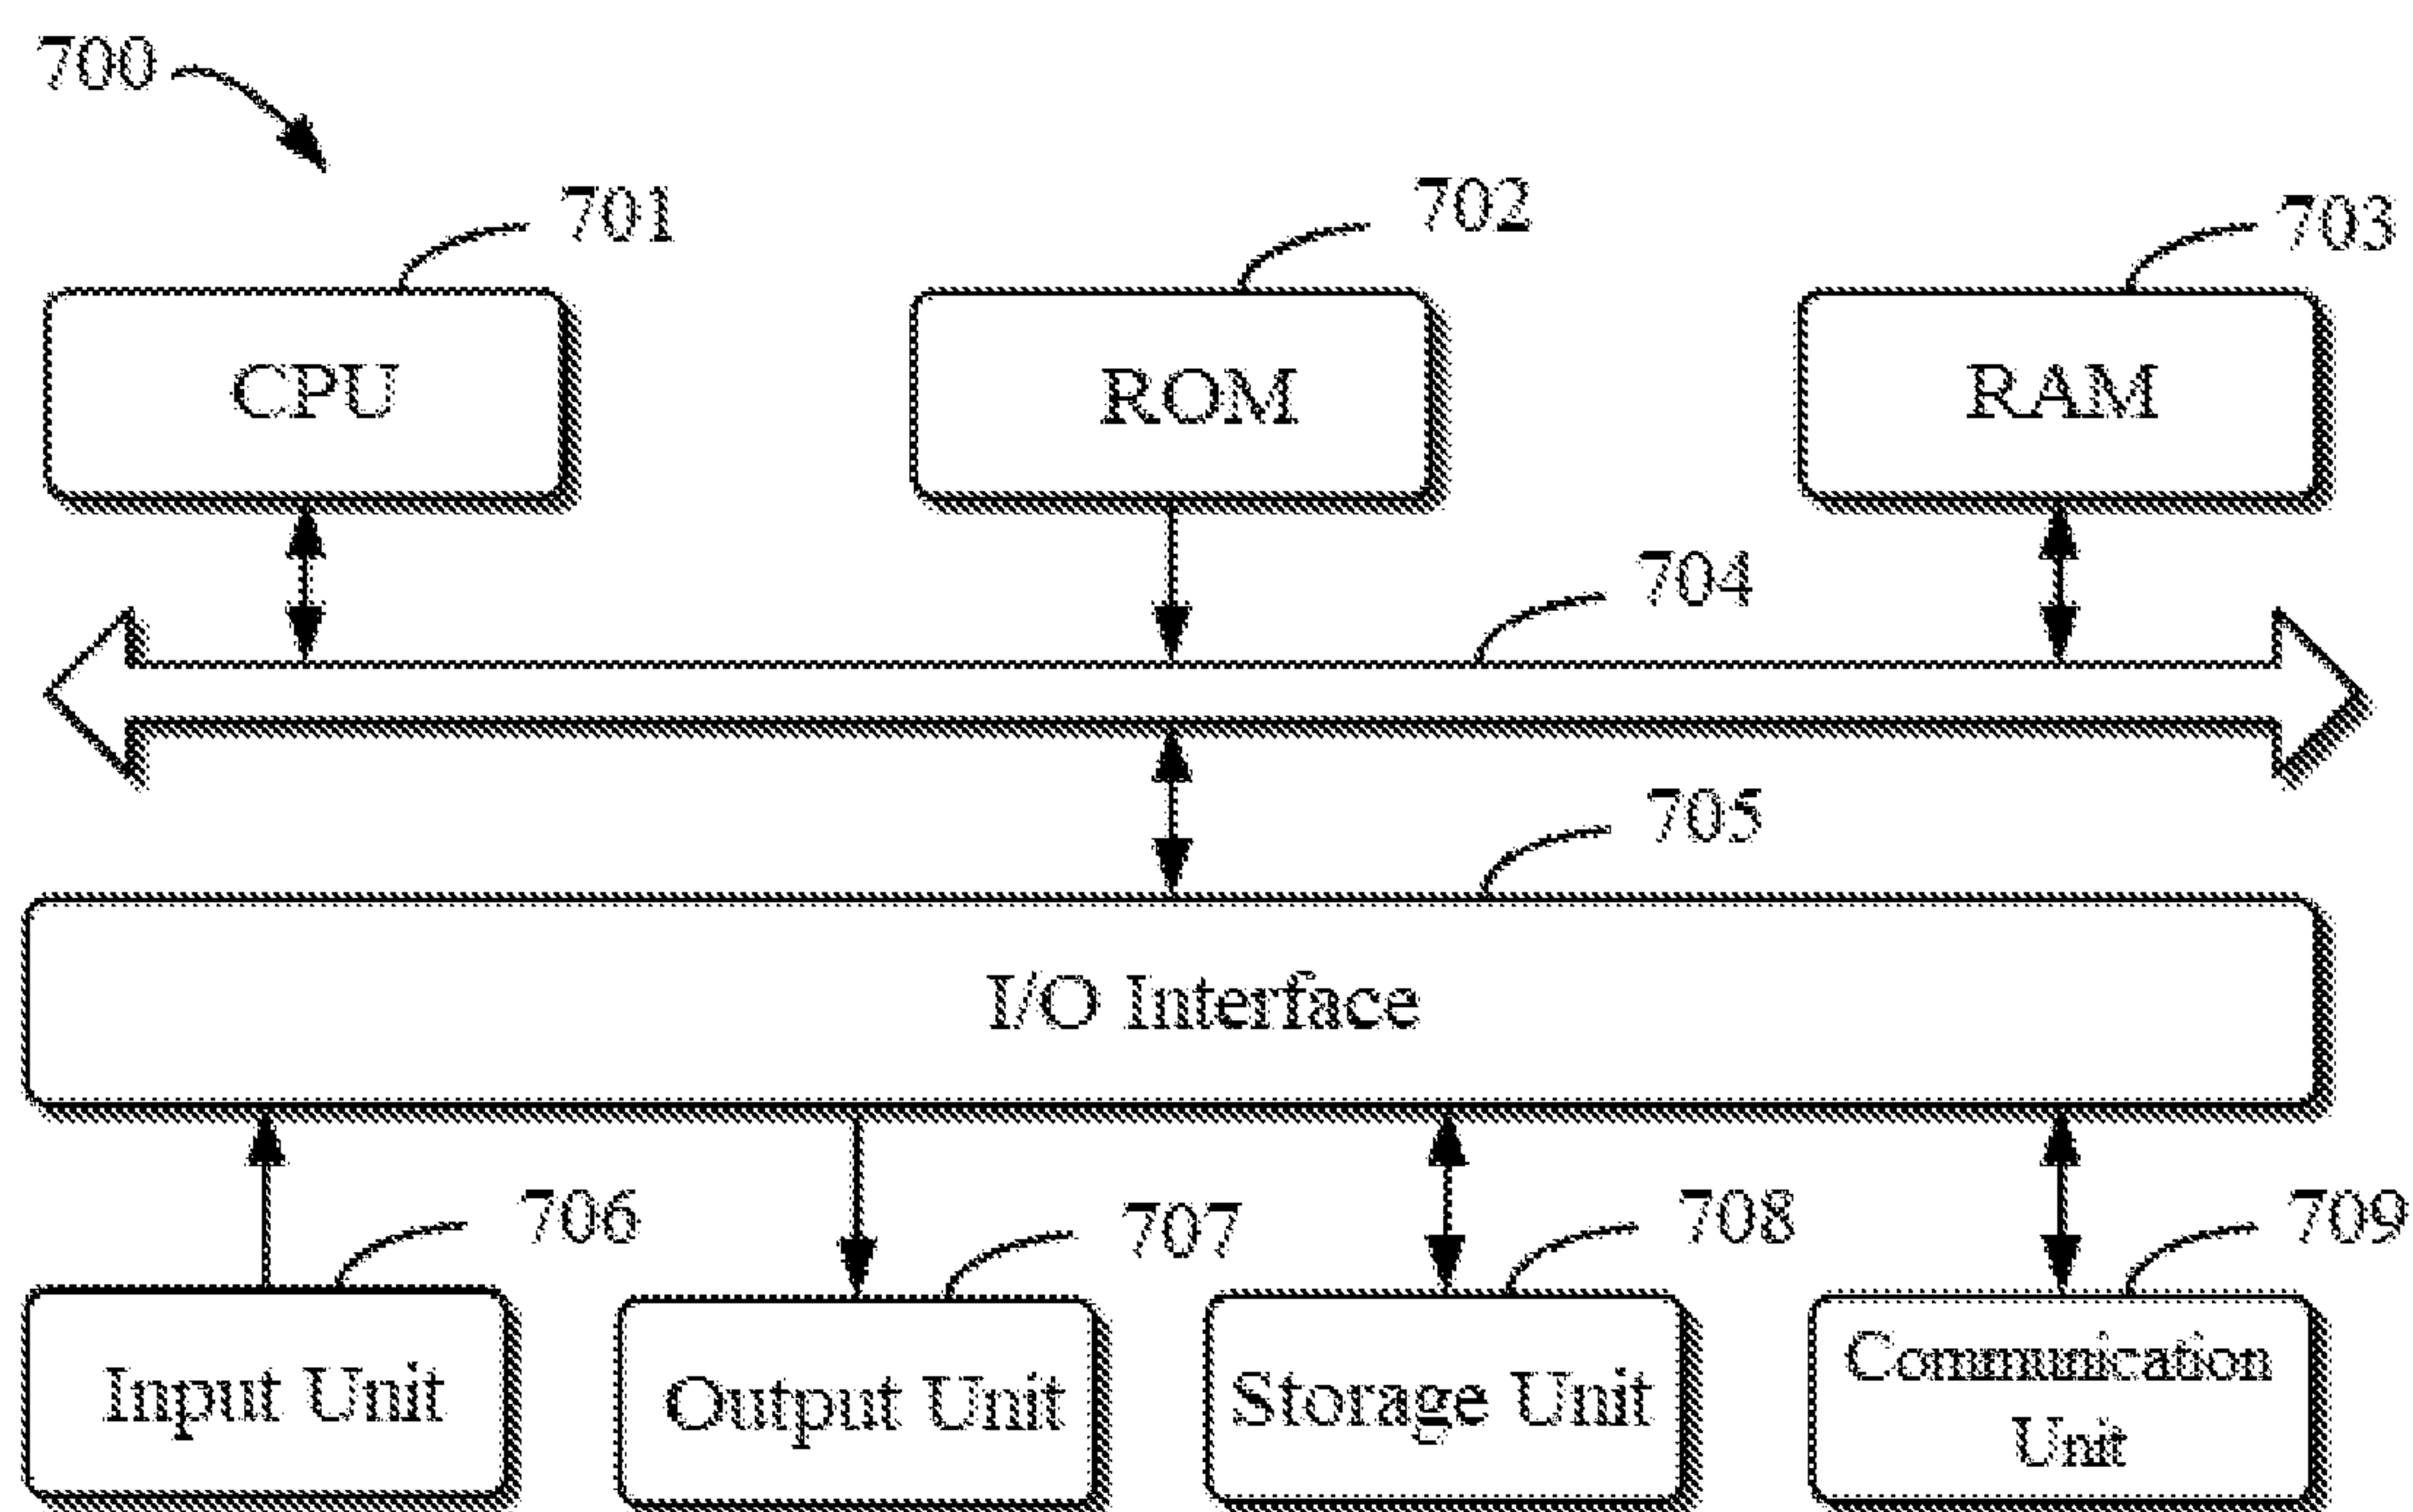 700
701
702
703
CPU
ROM
RAM
704
705
I/O Interface
706
707
708
709
Input Unit
Output Unit
Storage Unit
Communication
Unit